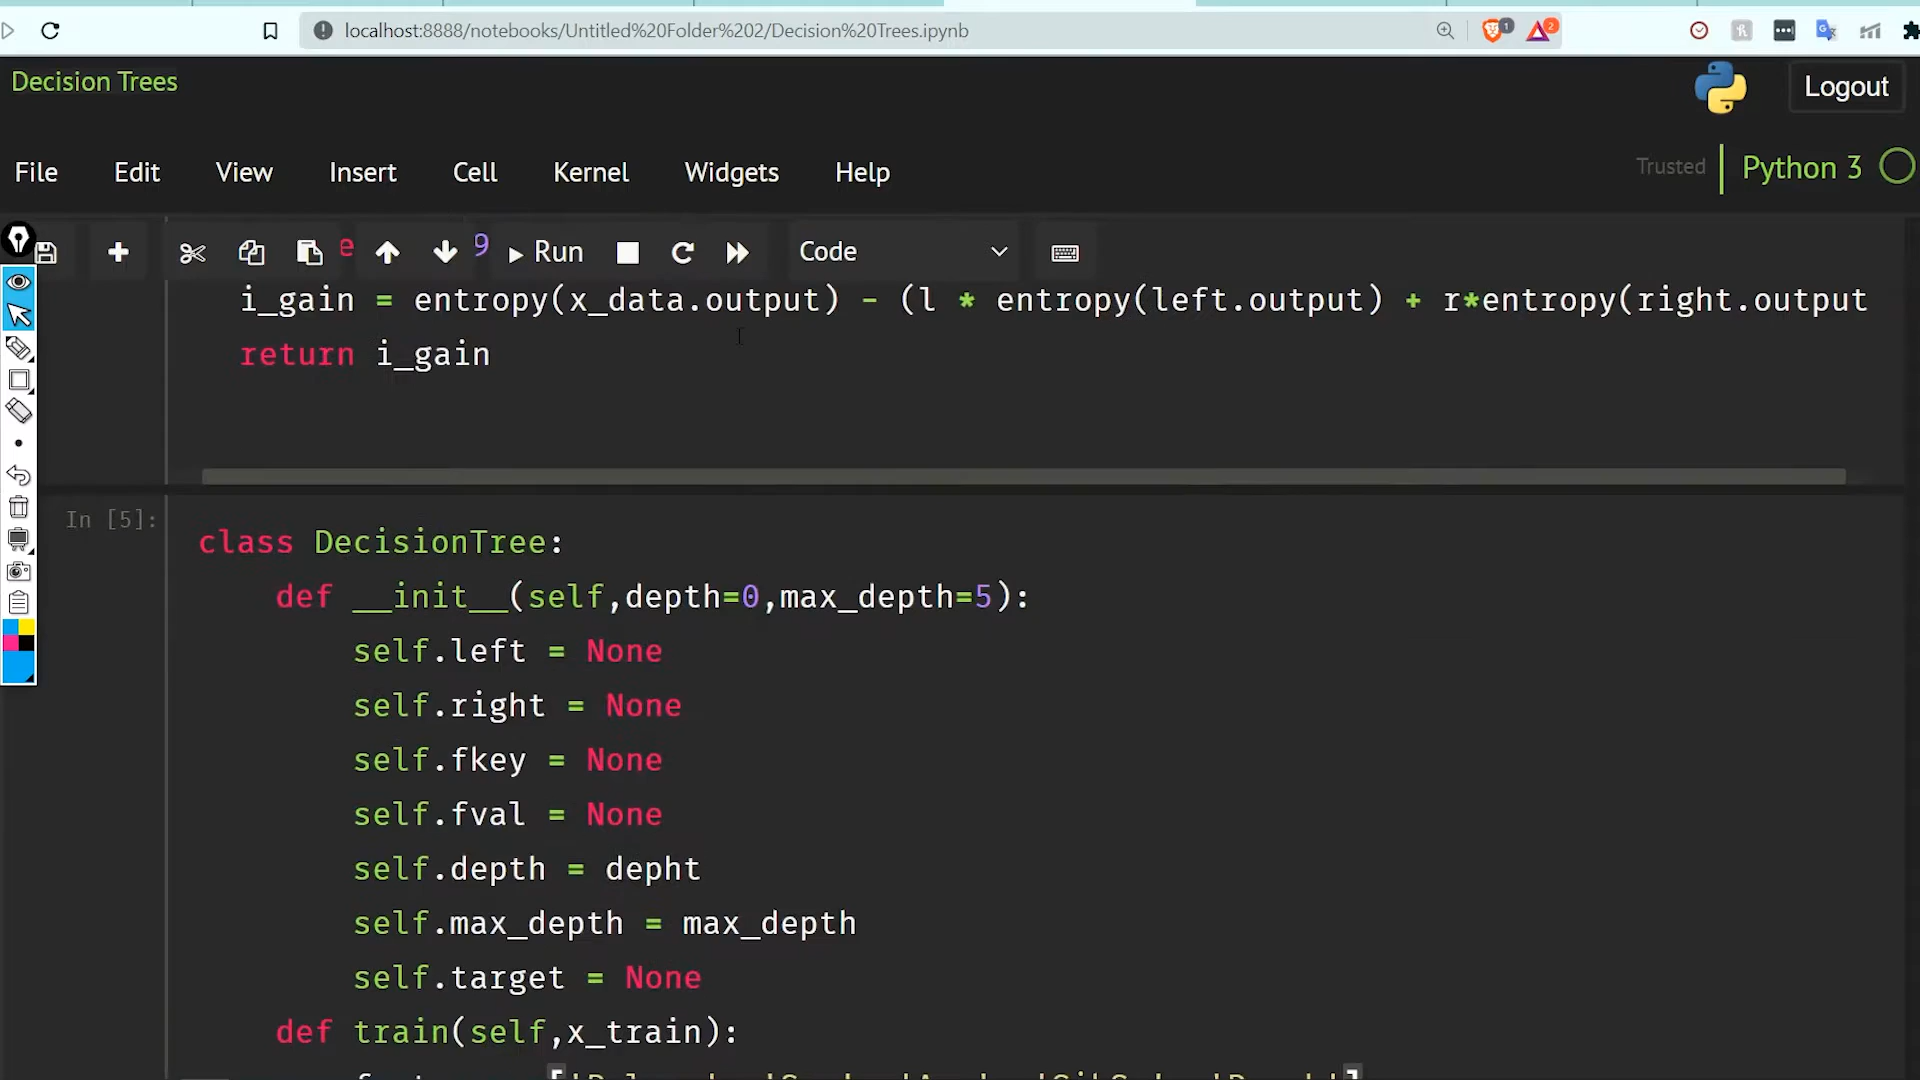 localhost:8888/notebooks/Untitled%20Folder%202/Decision%20Trees.ipynb
1
2
Decision Trees
Logout
File Edit View Insert Cell Kernel Widgets Help
Trusted
Python 3
e
9
Run
Code
i_gain = entropy(x_data.output) - (l * entropy(left.output) + r*entropy(right.output
return i_gain
In [5]:
class DecisionTree:
def __init__(self,depth=0,max_depth=5):
self.left = None
self.right = None
self.fkey = None
self.fval = None
self.depth = depht
self.max_depth = max_depth
self.target = None
def train(self,x_train):